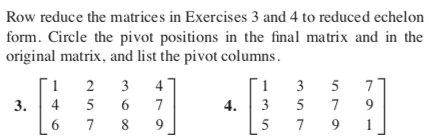 Row reduce the matrices in Exercises 3 and 4 to reduced echelon
form. Circle the pivot positions in the final matrix and in the
original matrix, and list the pivot columns.
1 2 3 4 1 3 5 7
3. 4 5 6 7 4. 3 5 7 9
6 7 8 9 5 7 9 1